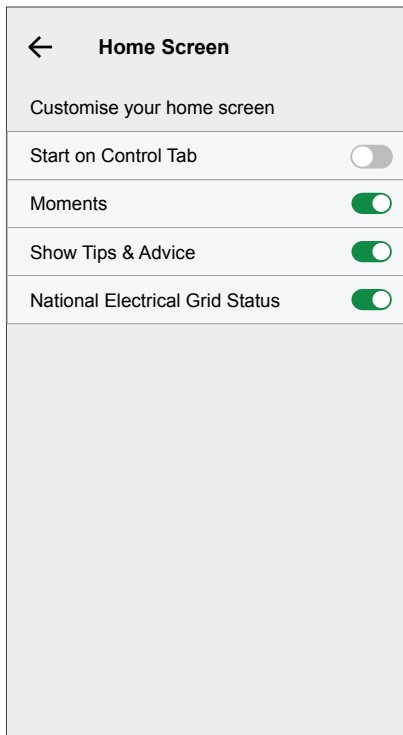 Home Screen
Customise your home screen
Start on Control Tab
Moments
Show Tips & Advice
National Electrical Grid Status